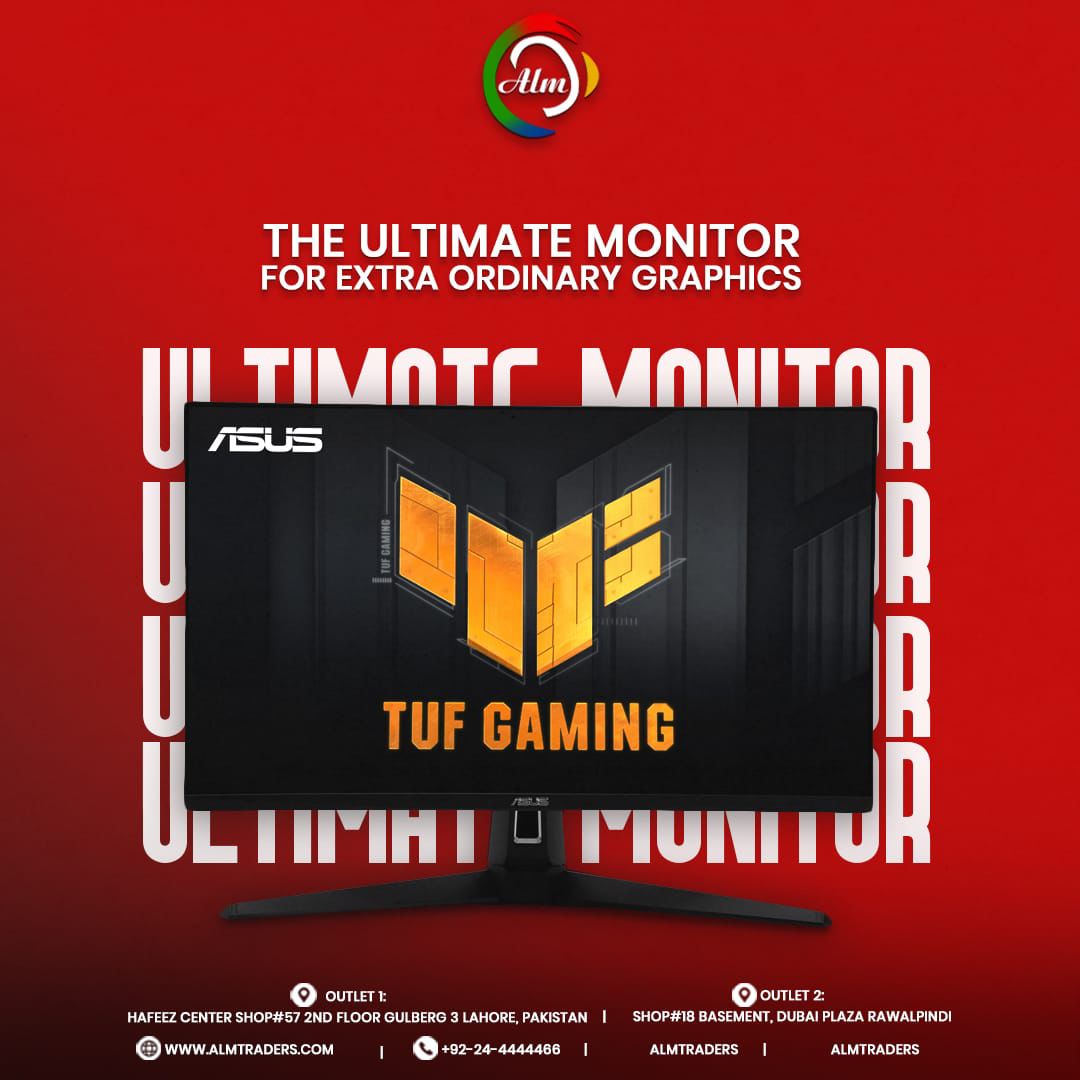 Alm
THE ULTIMATE MONITOR
FOR EXTRA ORDINARY GRAPHICS
ULTIMATE MONITOR
ASUS
TUF GAMING
TUF GAMING
ASUS
ULTIMATE MONITOR
OUTLET 1:
HAFEEZ CENTER SHOP#57 2ND FLOOR GULBERG 3 LAHORE, PAKISTAN |
OUTLET 2:
SHOP#18 BASEMENT, DUBAI PLAZA RAWALPINDI
WWW.ALMTRADERS.COM | +92-24-4444466 | ALMTRADERS | ALMTRADERS